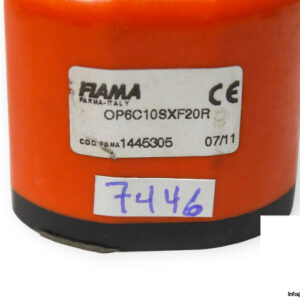 FIAMA
PARMA-ITALY
CE
OP6C10SXF20R
COD. FIAMA 1445305 07/11
7446